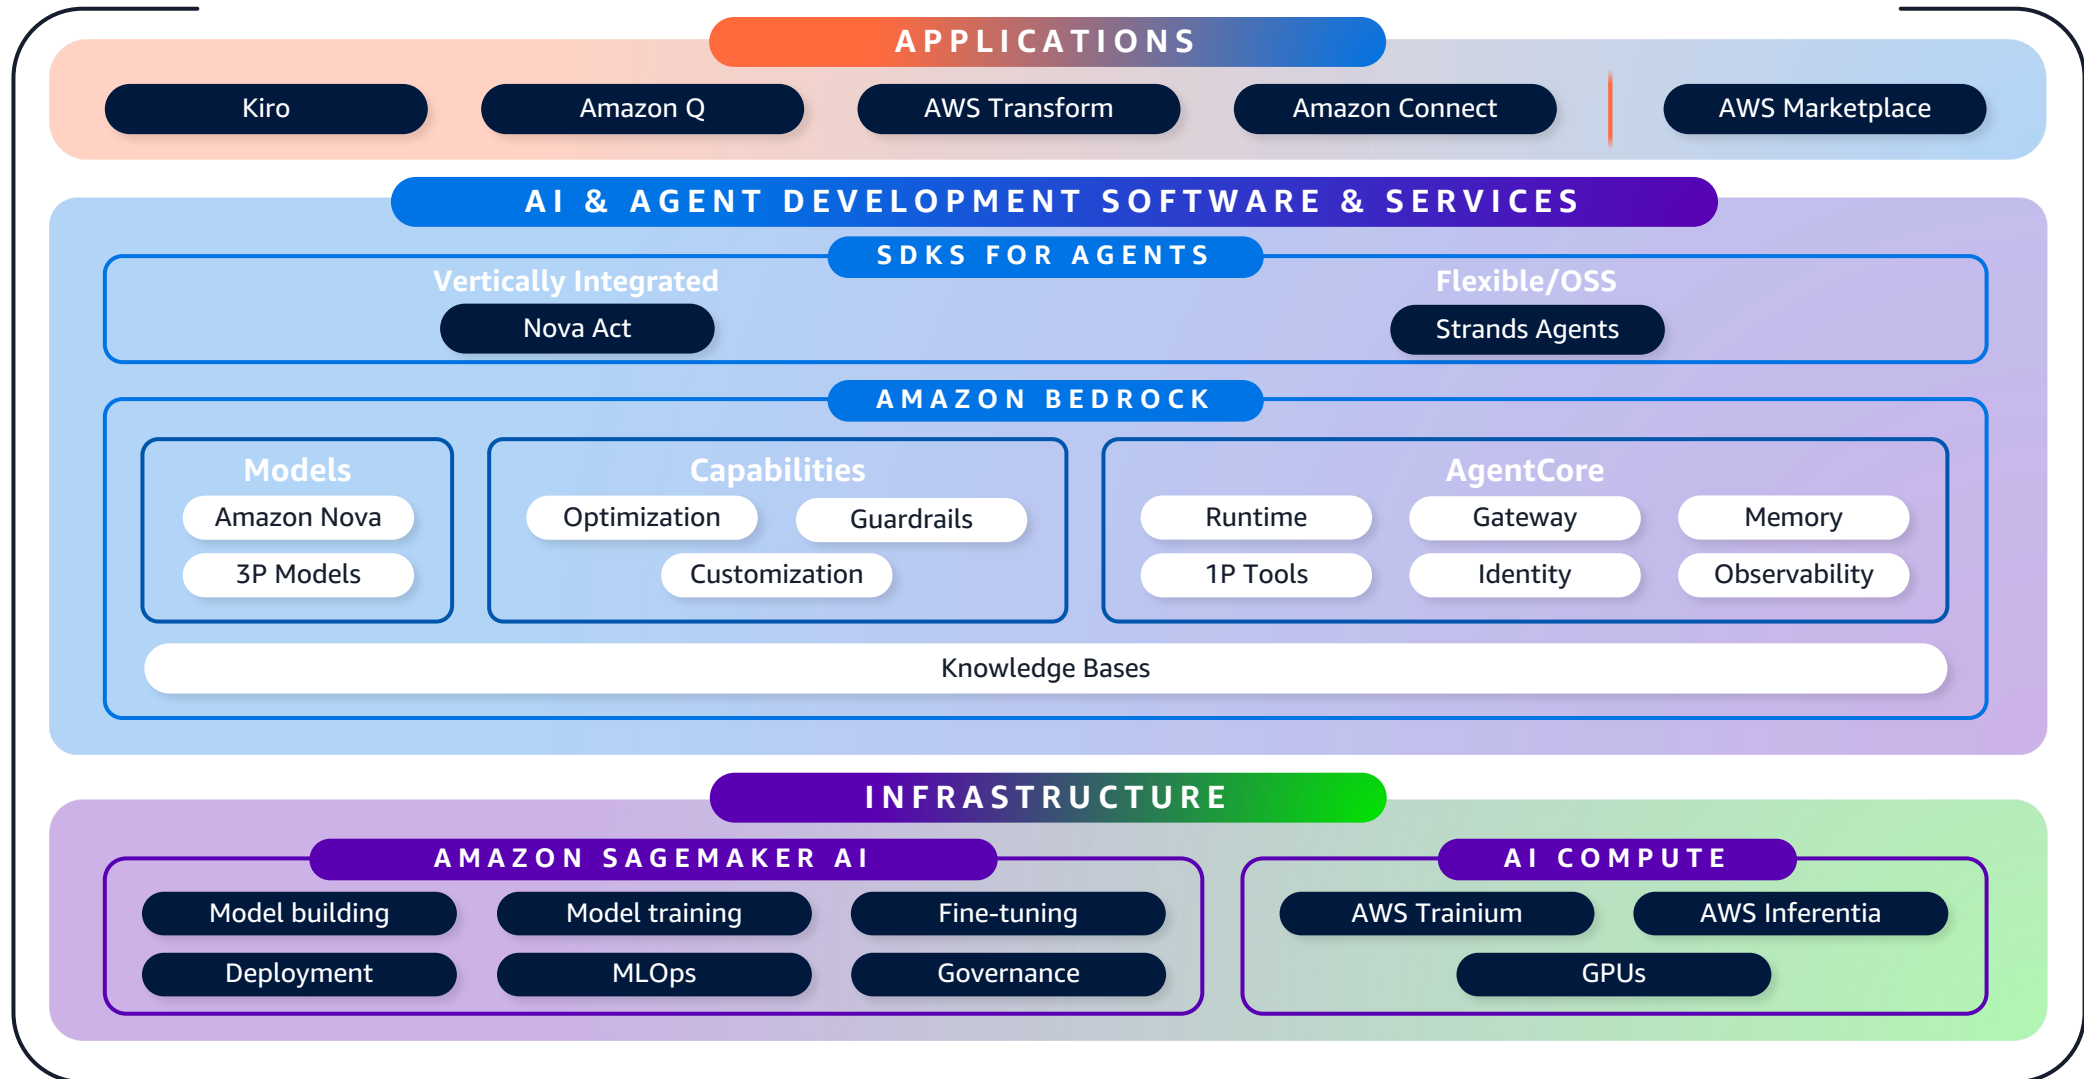 APPLICATIONS
Kiro
Amazon Q
AWS Transform
Amazon Connect
AWS Marketplace
AI & AGENT DEVELOPMENT SOFTWARE & SERVICES
SDKS FOR AGENTS
Vertically Integrated
Nova Act
Flexible/OSS
Strands Agents
AMAZON BEDROCK
Models
Amazon Nova
3P Models
Capabilities
Optimization
Guardrails
Customization
AgentCore
Runtime
Gateway
Memory
1P Tools
Identity
Observability
Knowledge Bases
INFRASTRUCTURE
AMAZON SAGEMAKER AI
Model building
Model training
Fine-tuning
Deployment
MLOps
Governance
AI COMPUTE
AWS Trainium
AWS Inferentia
GPUs